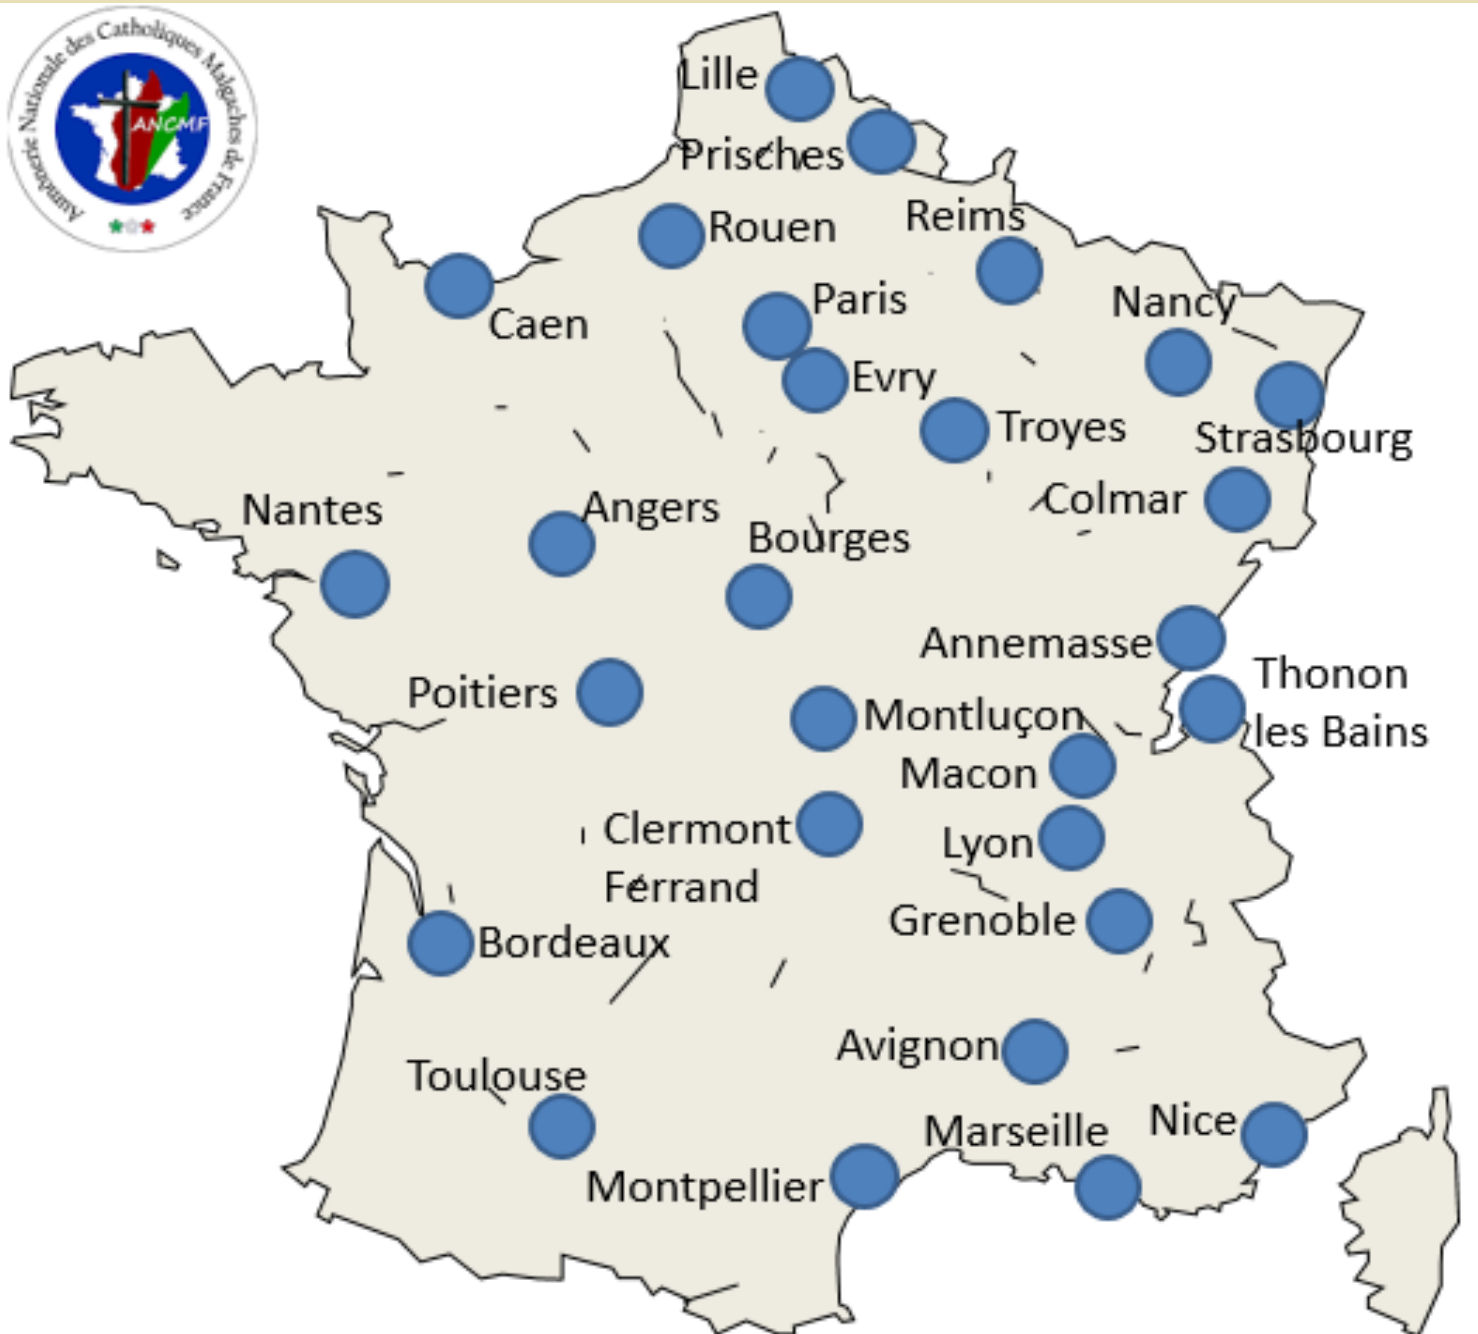 Aumônerie Nationale des Catholiques Malgaches de France
ANCMF
Lille
Prisches
Rouen
Reims
Caen
Paris
Nancy
Evry
Troyes
Strasbourg
Colmar
Nantes
Angers
Bourges
Annemasse
Thonon
les Bains
Poitiers
Montluçon
Macon
Clermont
Ferrand
Lyon
Grenoble
Bordeaux
Avignon
Toulouse
Marseille
Nice
Montpellier